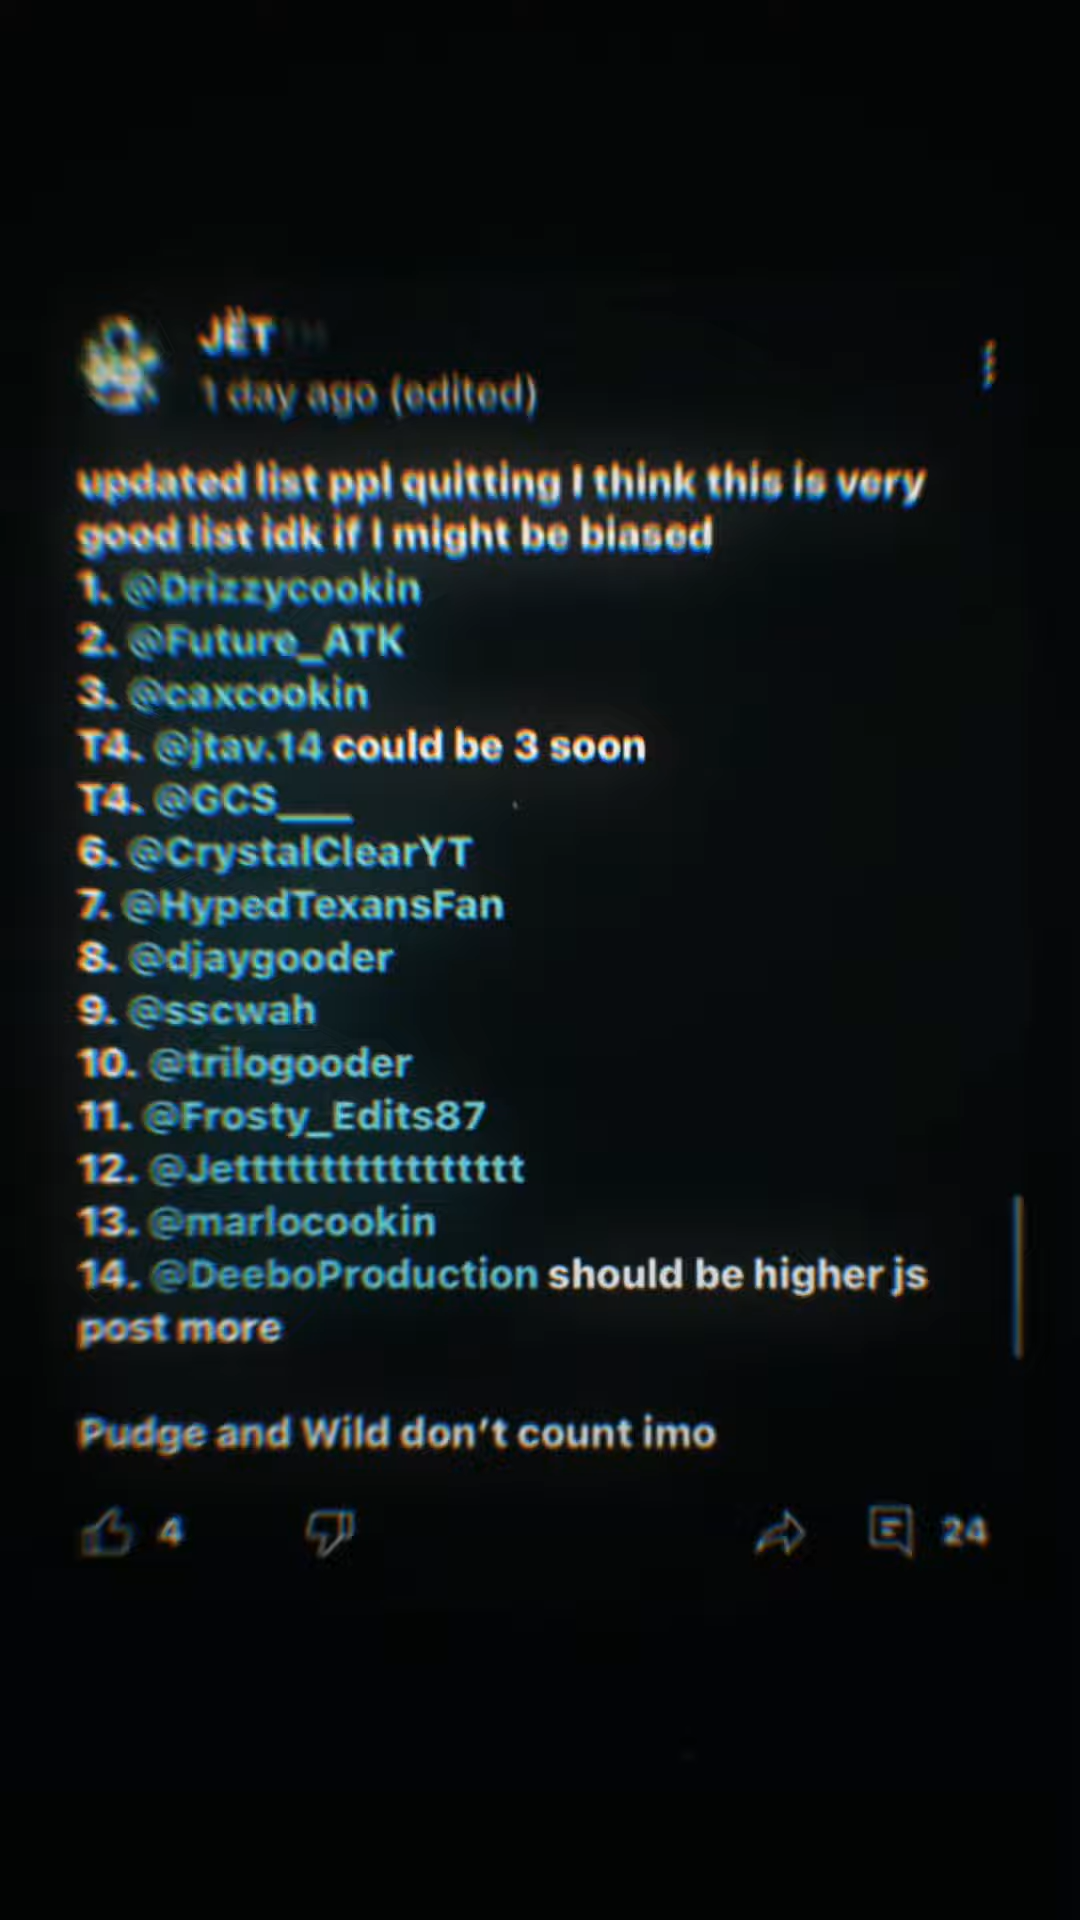 JËT
1 day ago (edited)
updated list ppl quitting I think this is very
good list idk if I might be biased
1. @Drizzycookin
2. @Future_ATK
3. @caxcookin
T4. @jtav.14 could be 3 soon
T4. @GCS___
6. @CrystalClearYT
7. @HypedTexansFan
8. @djaygooder
9. @sscwah
10. @trilogooder
11. @Frosty_Edits87
12. @Jettttttttttttttttt
13. @marlocookin
14. @DeeboProduction should be higher js
post more
Pudge and Wild don't count imo
4
24